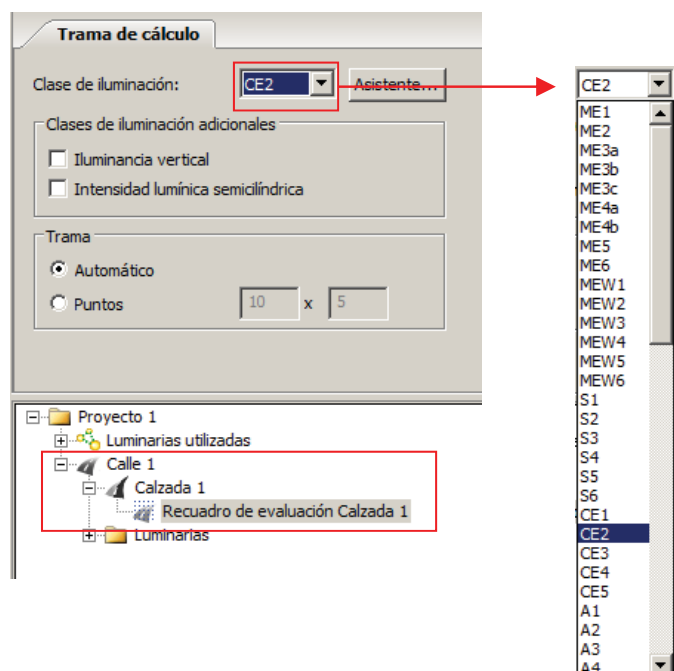 Trama de cálculo
Clase de iluminación:
CE2
Asistente...
Clases de iluminación adicionales
Iluminancia vertical
Intensidad lumínica semicilíndrica
Trama
Automático
Puntos
10 x 5
Proyecto 1
Luminarias utilizadas
Calle 1
Calzada 1
Recuadro de evaluación Calzada 1
Luminarias
CE2
ME1
ME2
ME3a
ME3b
ME3c
ME4a
ME4b
ME5
ME6
MEW1
MEW2
MEW3
MEW4
MEW5
MEW6
S1
S2
S3
S4
S5
S6
CE1
CE2
CE3
CE4
CE5
A1
A2
A3
A4